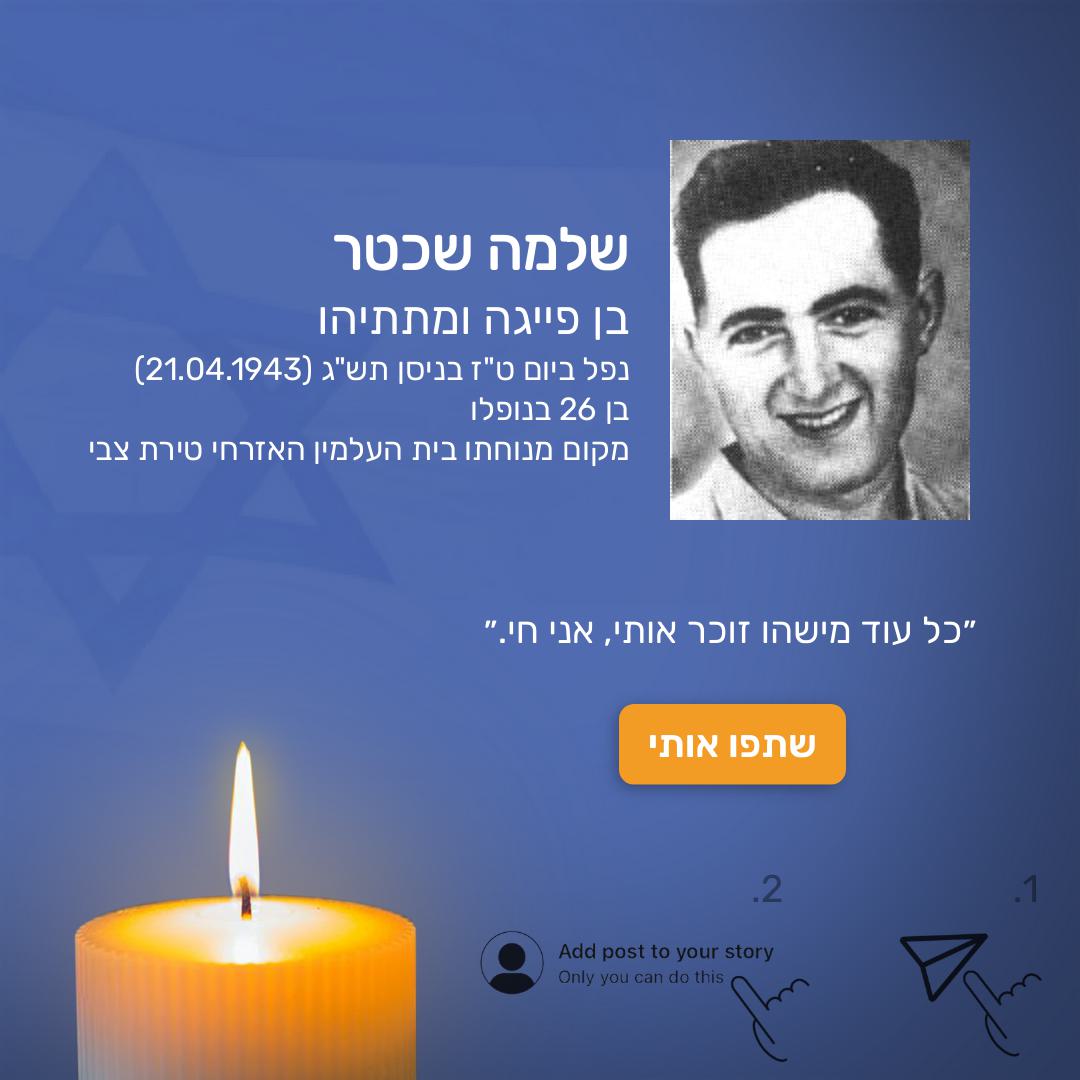 שלמה שכטר
בן פייגה ומתתיהו
נפל ביום ט"ז בניסן תש"ג (21.04.1943)
בן 26 בנופלו
מקום מנוחתו בית העלמין האזרחי טירת צבי
״כל עוד מישהו זוכר אותי, אני חי.״
שתפו אותי
.1
.2
Add post to your story
Only you can do this